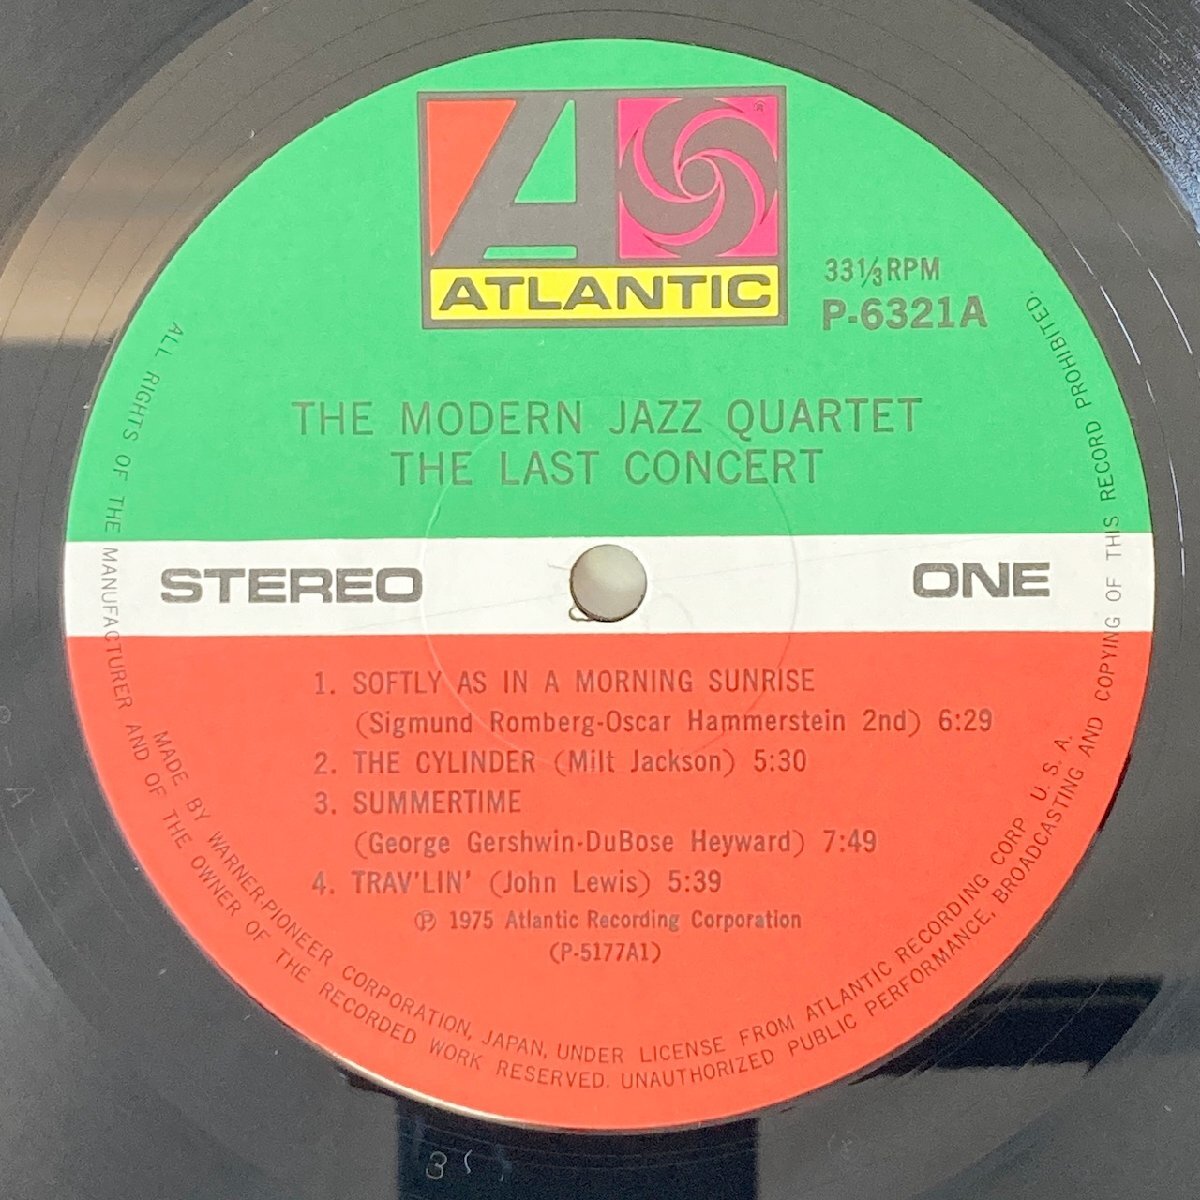 ATLANTIC
®
33 1/3 RPM
P-6321A
THE MODERN JAZZ QUARTET
THE LAST CONCERT
STEREO
ONE
1. SOFTLY AS IN A MORNING SUNRISE
(Sigmund Romberg-Oscar Hammerstein 2nd) 6:29
2. THE CYLINDER (Milt Jackson) 5:30
3. SUMMERTIME
(George Gershwin-DuBose Heyward) 7:49
4. TRAV'LIN' (John Lewis) 5:39
Ⓟ 1975 Atlantic Recording Corporation
(P-5177A1)
MADE BY WARNER-PIONEER CORPORATION, JAPAN, UNDER LICENSE FROM ATLANTIC RECORDING CORP. U. S. A.
ALL RIGHTS OF THE MANUFACTURER AND OF THE OWNER OF THE RECORDED WORK RESERVED. UNAUTHORIZED PUBLIC PERFORMANCE, BROADCASTING AND COPYING OF THIS RECORD PROHIBITED.